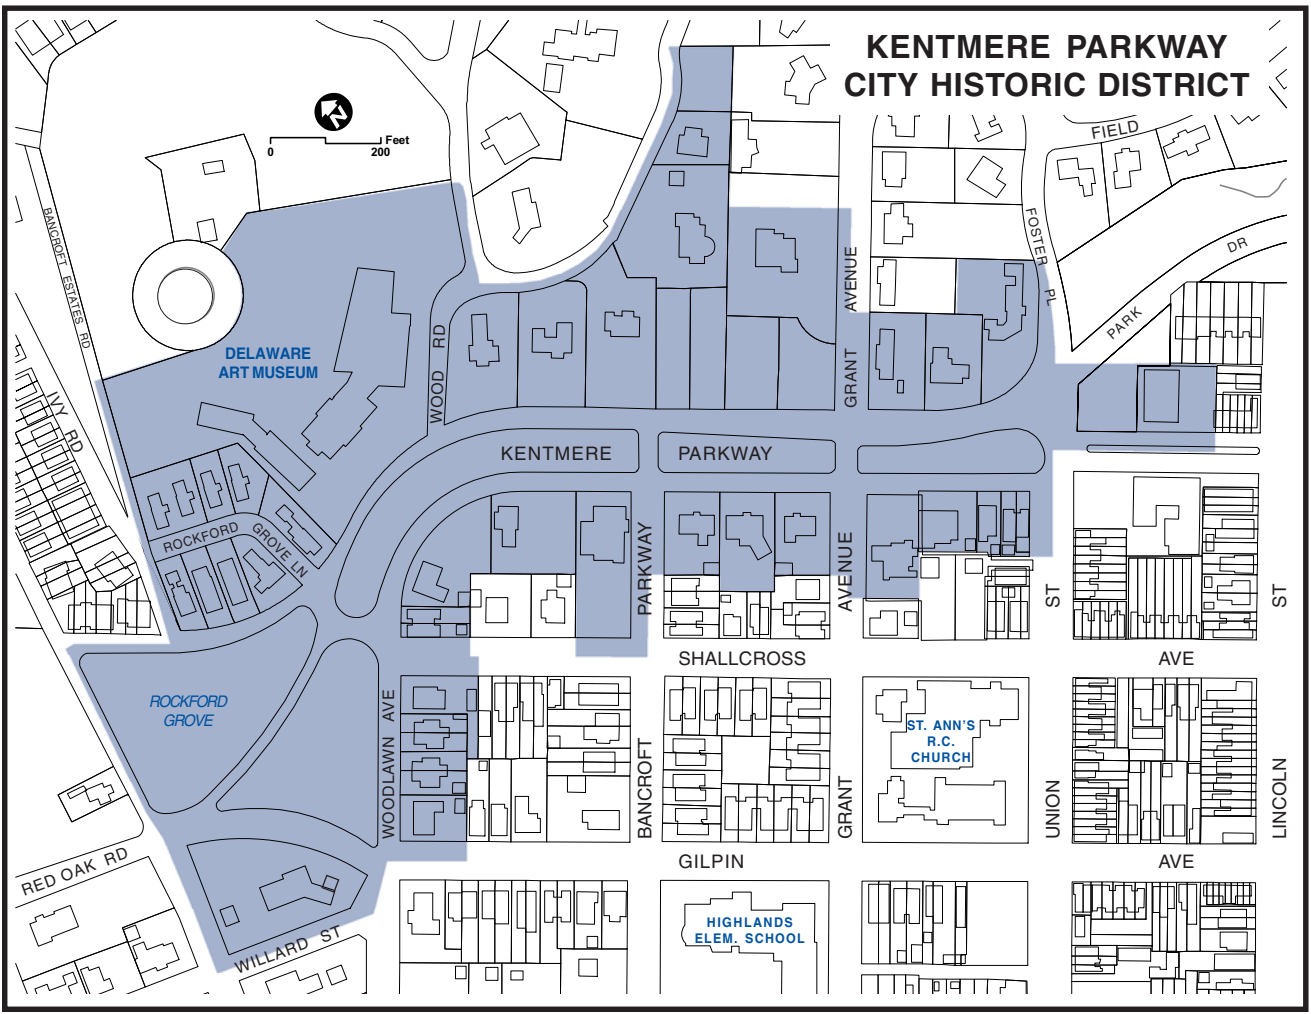 KENTMERE PARKWAY
CITY HISTORIC DISTRICT
N
Feet
0 200
FIELD
BANCROFT ESTATES RD
FOSTER PL
DR
PARK
AVENUE
GRANT
WOOD RD
DELAWARE
ART MUSEUM
IVY RD
KENTMERE PARKWAY
ROCKFORD GROVE LN
PARKWAY
AVENUE
ST
ST
SHALLCROSS AVE
ROCKFORD
GROVE
WOODLAWN AVE
BANCROFT
GRANT
ST. ANN'S
R.C.
CHURCH
UNION
LINCOLN
GILPIN AVE
RED OAK RD
WILLARD ST
HIGHLANDS
ELEM. SCHOOL